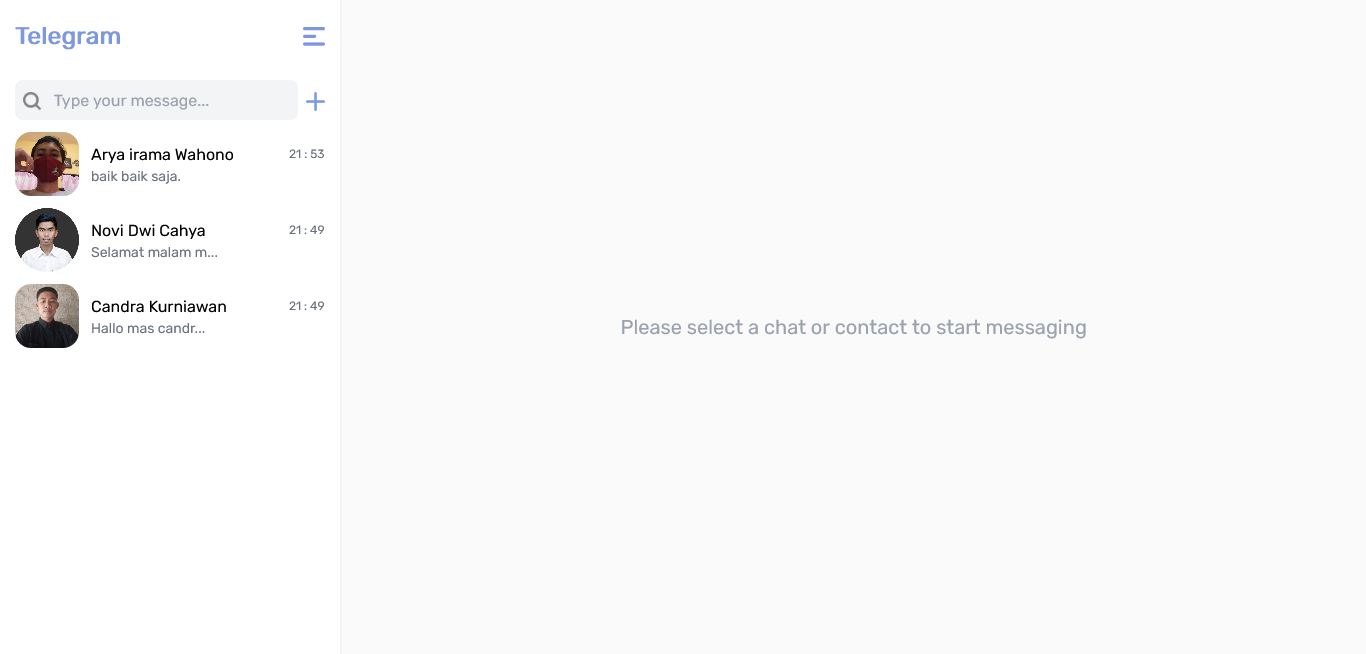 Telegram
Type your message...
Arya irama Wahono 21 : 53
baik baik saja.
Novi Dwi Cahya 21 : 49
Selamat malam m...
Candra Kurniawan 21 : 49
Hallo mas candr...
Please select a chat or contact to start messaging